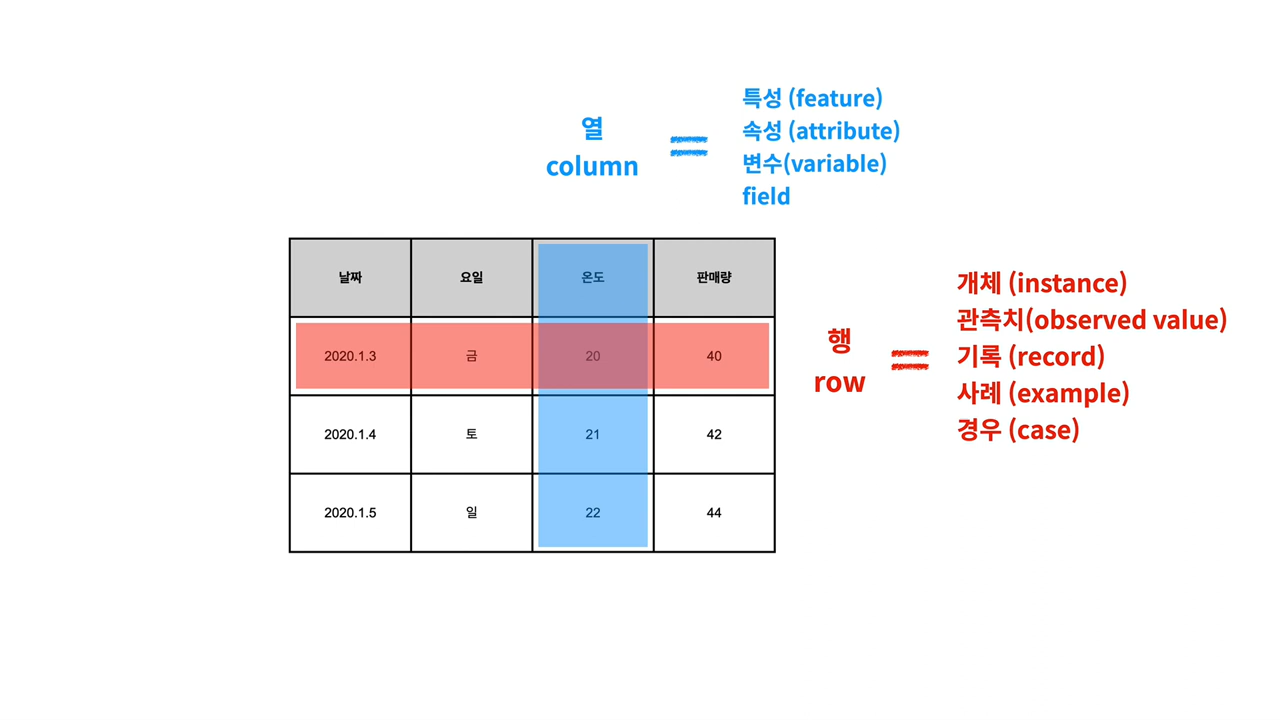 특성 (feature)
열
속성 (attribute)
column
변수(variable)
field
날짜 요일 온도 판매량
2020.1.3 금 20 40
2020.1.4 토 21 42
2020.1.5 일 22 44
행
row
개체 (instance)
관측치(observed value)
기록 (record)
사례 (example)
경우 (case)